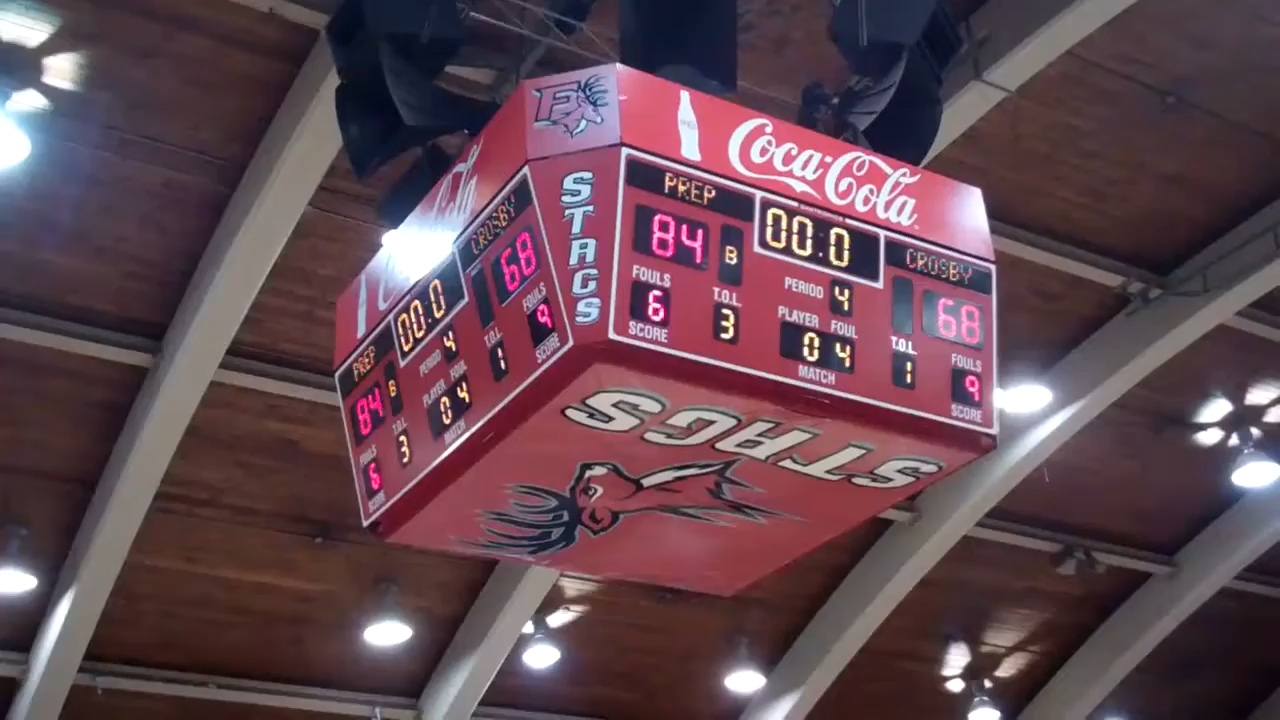 F
STAGS
Coca-Cola
PREP
00:0
CROSBY
84
B
68
FOULS
6
SCORE
T.O.L
3
PERIOD 4
PLAYER FOUL
0 4
MATCH
T.O.L
1
FOULS
9
SCORE
PREP
00:0
CROSBY
84
B
68
FOULS
6
SCORE
T.O.L
3
PERIOD 4
PLAYER FOUL
0 4
MATCH
T.O.L
1
FOULS
9
SCORE
STAGS